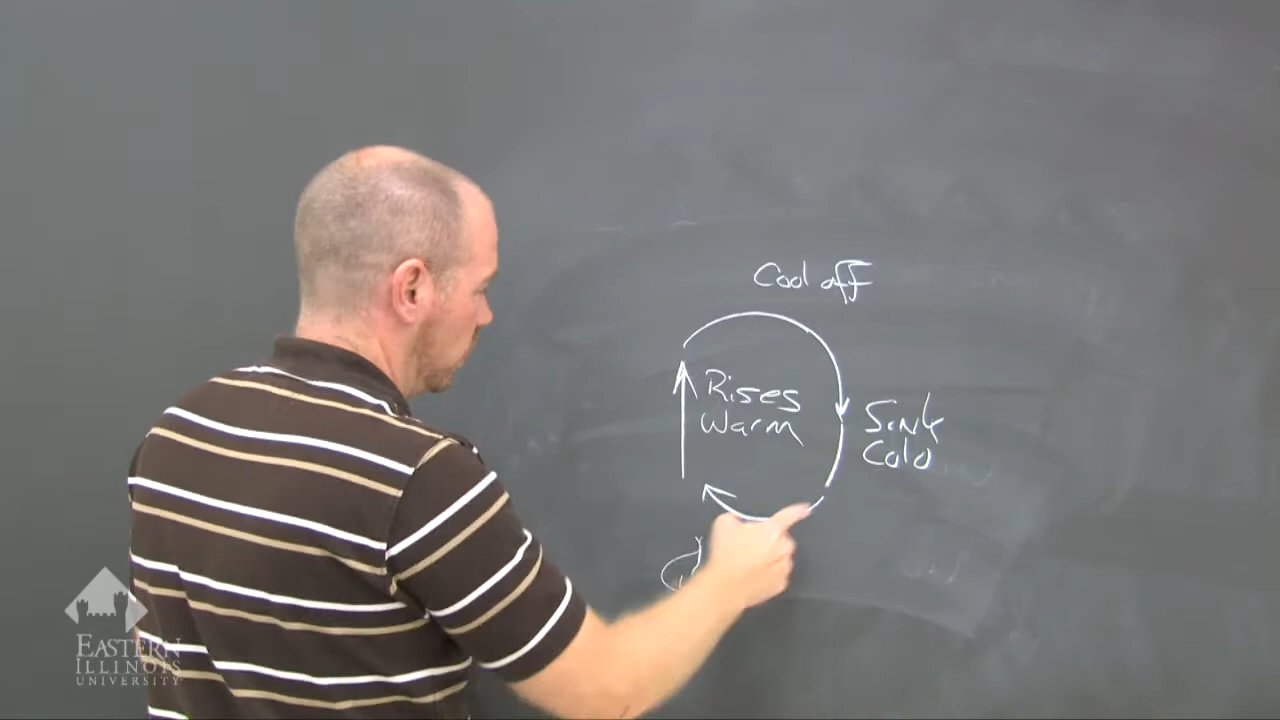 Cool off
Rises
Warm
Sink
Cold
EASTERN
ILLINOIS
UNIVERSITY